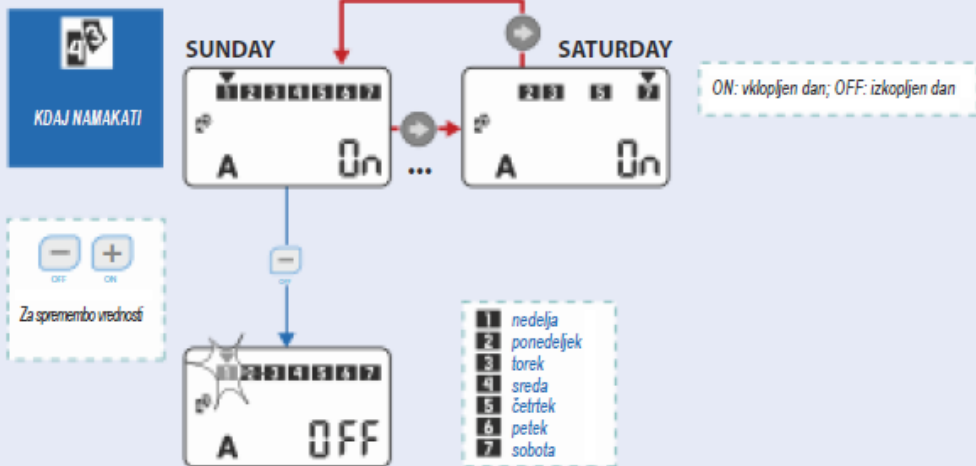 4 3
KDAJ NAMAKATI
SUNDAY
1 2 3 4 5 6 7
A On
...
SATURDAY
2 3 5 7
A On
ON: vklopljen dan; OFF: izkopljen dan
OFF ON
Za spremembo vrednosti
OFF
1 2 3 4 5 6 7
A OFF
1 nedelja
2 ponedeljek
3 torek
4 sreda
5 četrtek
6 petek
7 sobota